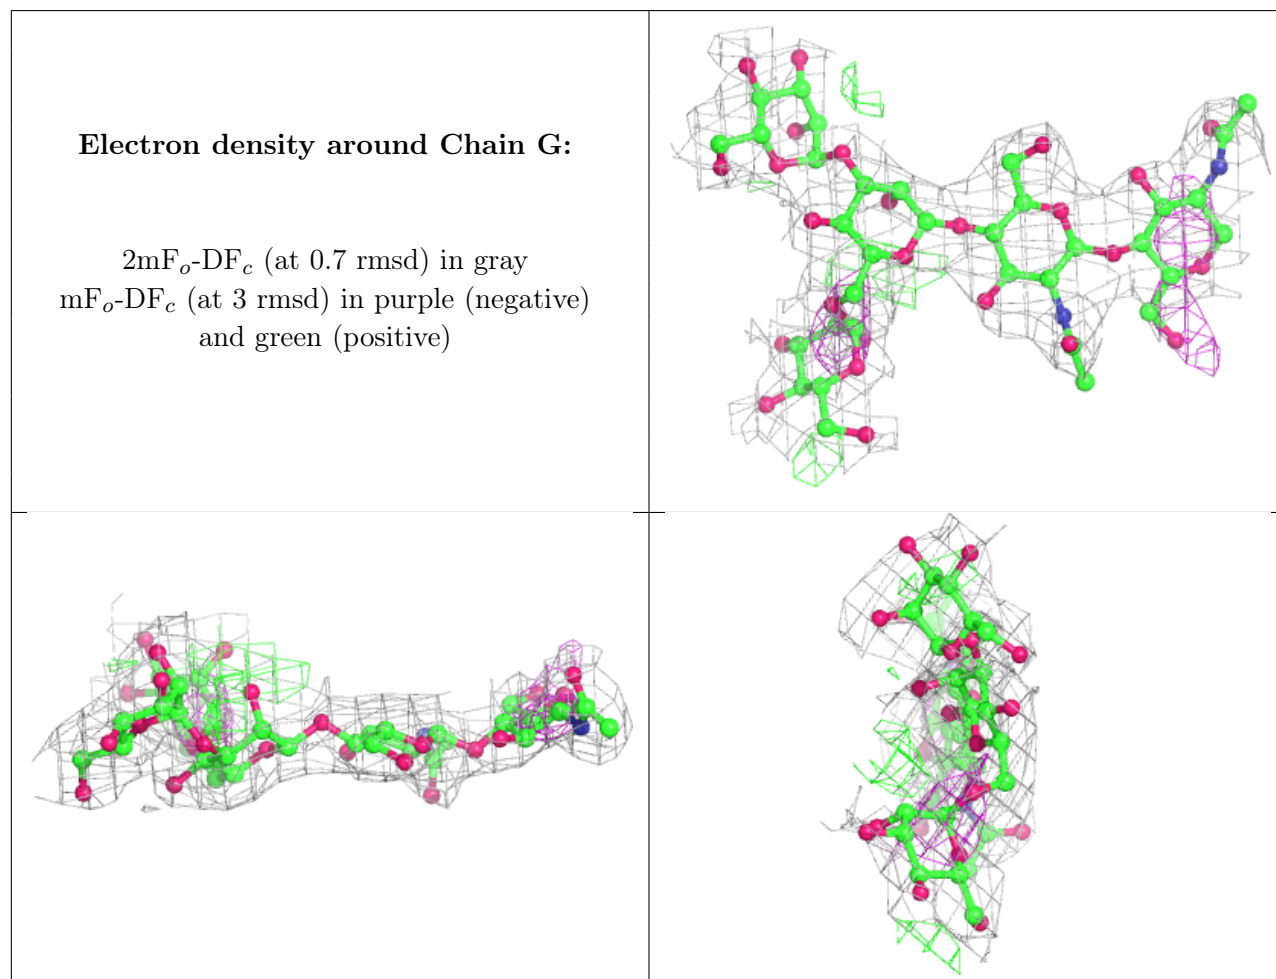 Electron density around Chain G:
2mFₒ-DF𝒸 (at 0.7 rmsd) in gray
mFₒ-DF𝒸 (at 3 rmsd) in purple (negative)
and green (positive)